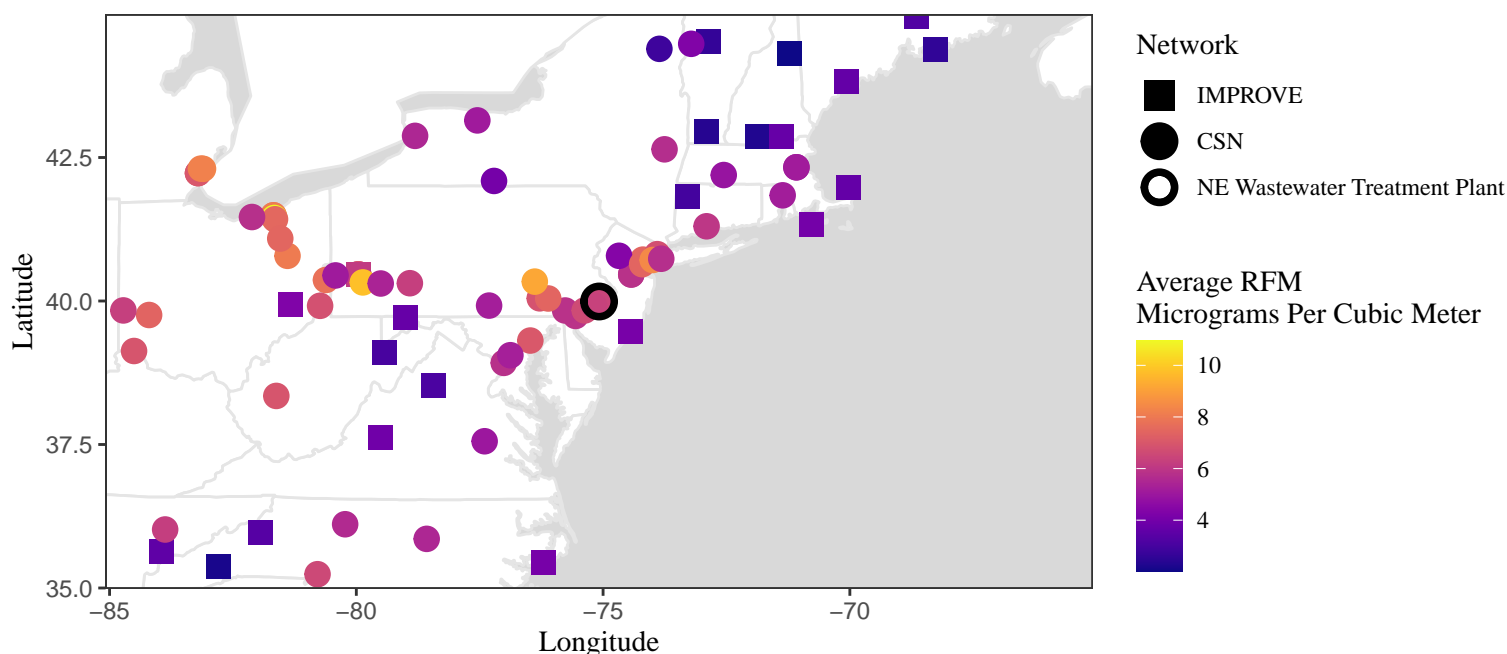 42.5
40.0
37.5
35.0
Latitude
−85
−80
−75
−70
Longitude
Network
IMPROVE
CSN
NE Wastewater Treatment Plant
Average RFM
Micrograms Per Cubic Meter
10
8
6
4